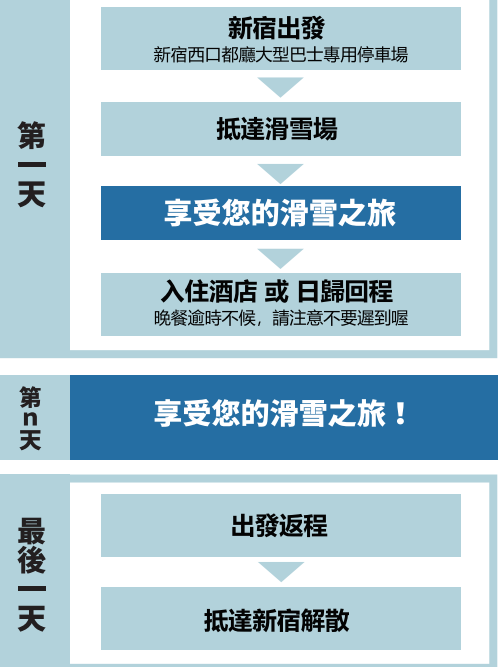 第一天
新宿出發
新宿西口都廳大型巴士專用停車場
抵達滑雪場
享受您的滑雪之旅
入住酒店 或 日歸回程
晚餐逾時不候，請注意不要遲到喔
第n天
享受您的滑雪之旅！
最後一天
出發返程
抵達新宿解散